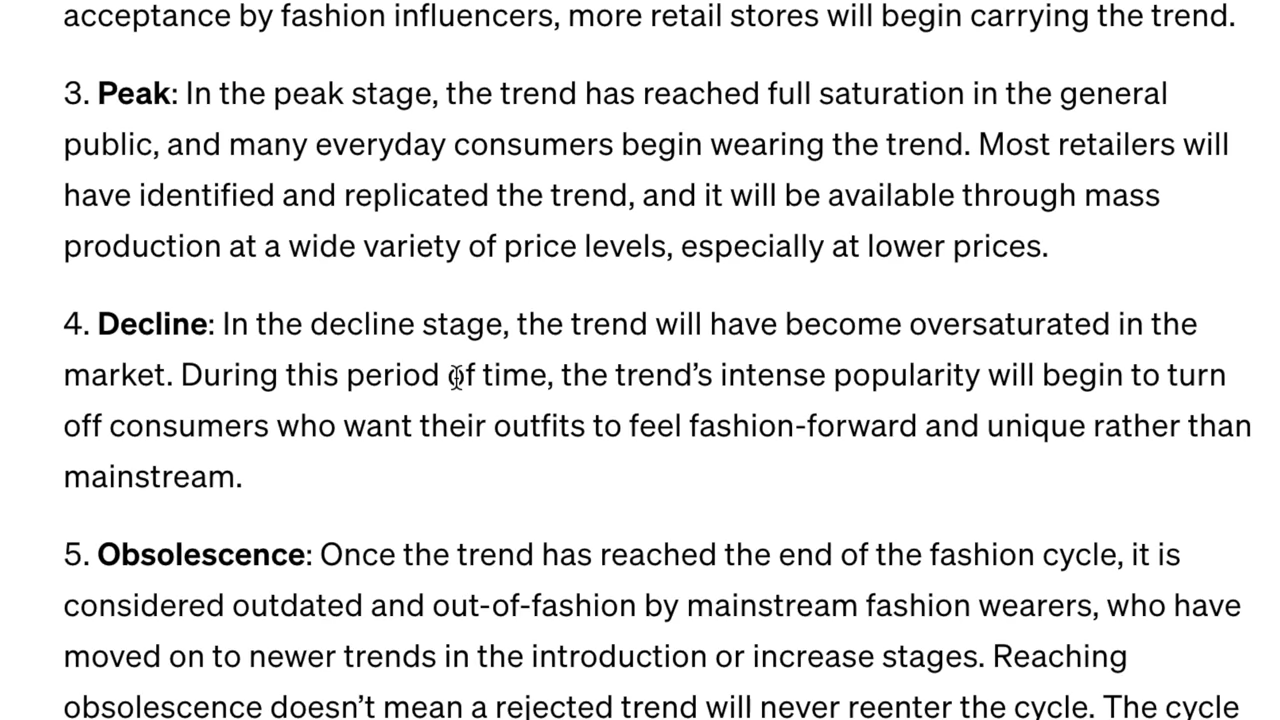 acceptance by fashion influencers, more retail stores will begin carrying the trend.
3. Peak: In the peak stage, the trend has reached full saturation in the general
public, and many everyday consumers begin wearing the trend. Most retailers will
have identified and replicated the trend, and it will be available through mass
production at a wide variety of price levels, especially at lower prices.
4. Decline: In the decline stage, the trend will have become oversaturated in the
market. During this period of time, the trend’s intense popularity will begin to turn
off consumers who want their outfits to feel fashion-forward and unique rather than
mainstream.
5. Obsolescence: Once the trend has reached the end of the fashion cycle, it is
considered outdated and out-of-fashion by mainstream fashion wearers, who have
moved on to newer trends in the introduction or increase stages. Reaching
obsolescence doesn’t mean a rejected trend will never reenter the cycle. The cycle